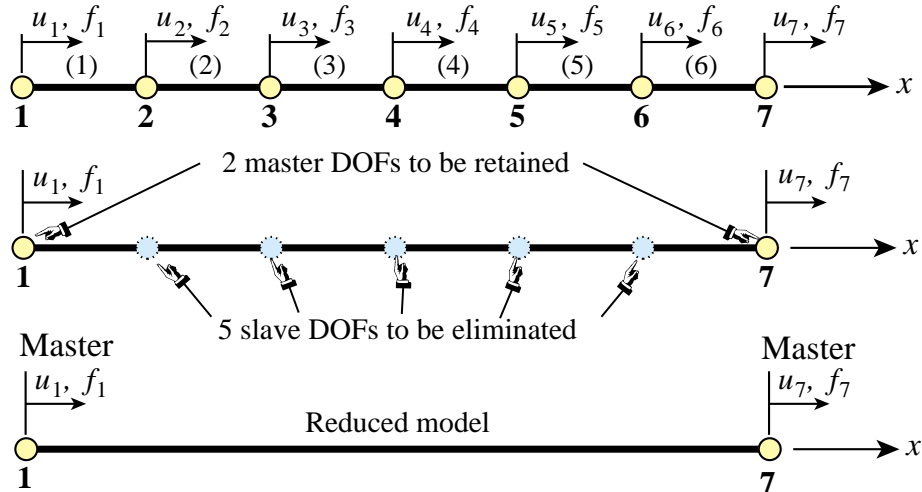 u1, f1 u2, f2 u3, f3 u4, f4 u5, f5 u6, f6 u7, f7
(1) (2) (3) (4) (5) (6)
x
1 2 3 4 5 6 7
2 master DOFs to be retained
u1, f1 u7, f7
x
1 7
5 slave DOFs to be eliminated
Master Master
u1, f1 u7, f7
Reduced model
x
1 7